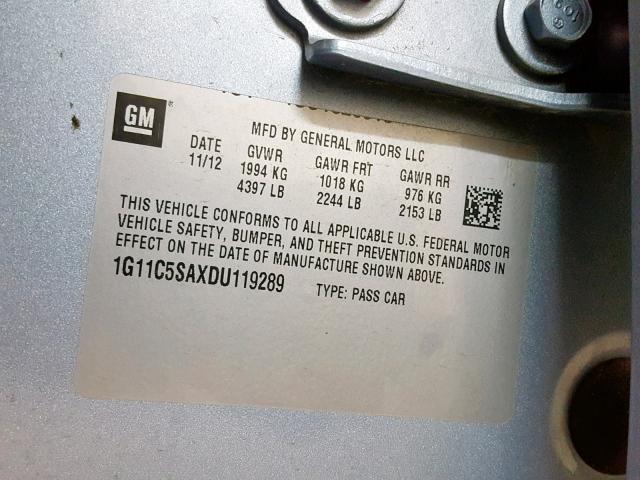 GM
MFD BY GENERAL MOTORS LLC
DATE GVWR GAWR FRT GAWR RR
11/12 1994 KG 1018 KG 976 KG
4397 LB 2244 LB 2153 LB
THIS VEHICLE CONFORMS TO ALL APPLICABLE U.S. FEDERAL MOTOR
VEHICLE SAFETY, BUMPER, AND THEFT PREVENTION STANDARDS IN
EFFECT ON THE DATE OF MANUFACTURE SHOWN ABOVE.
1G11C5SAXDU119289 TYPE: PASS CAR